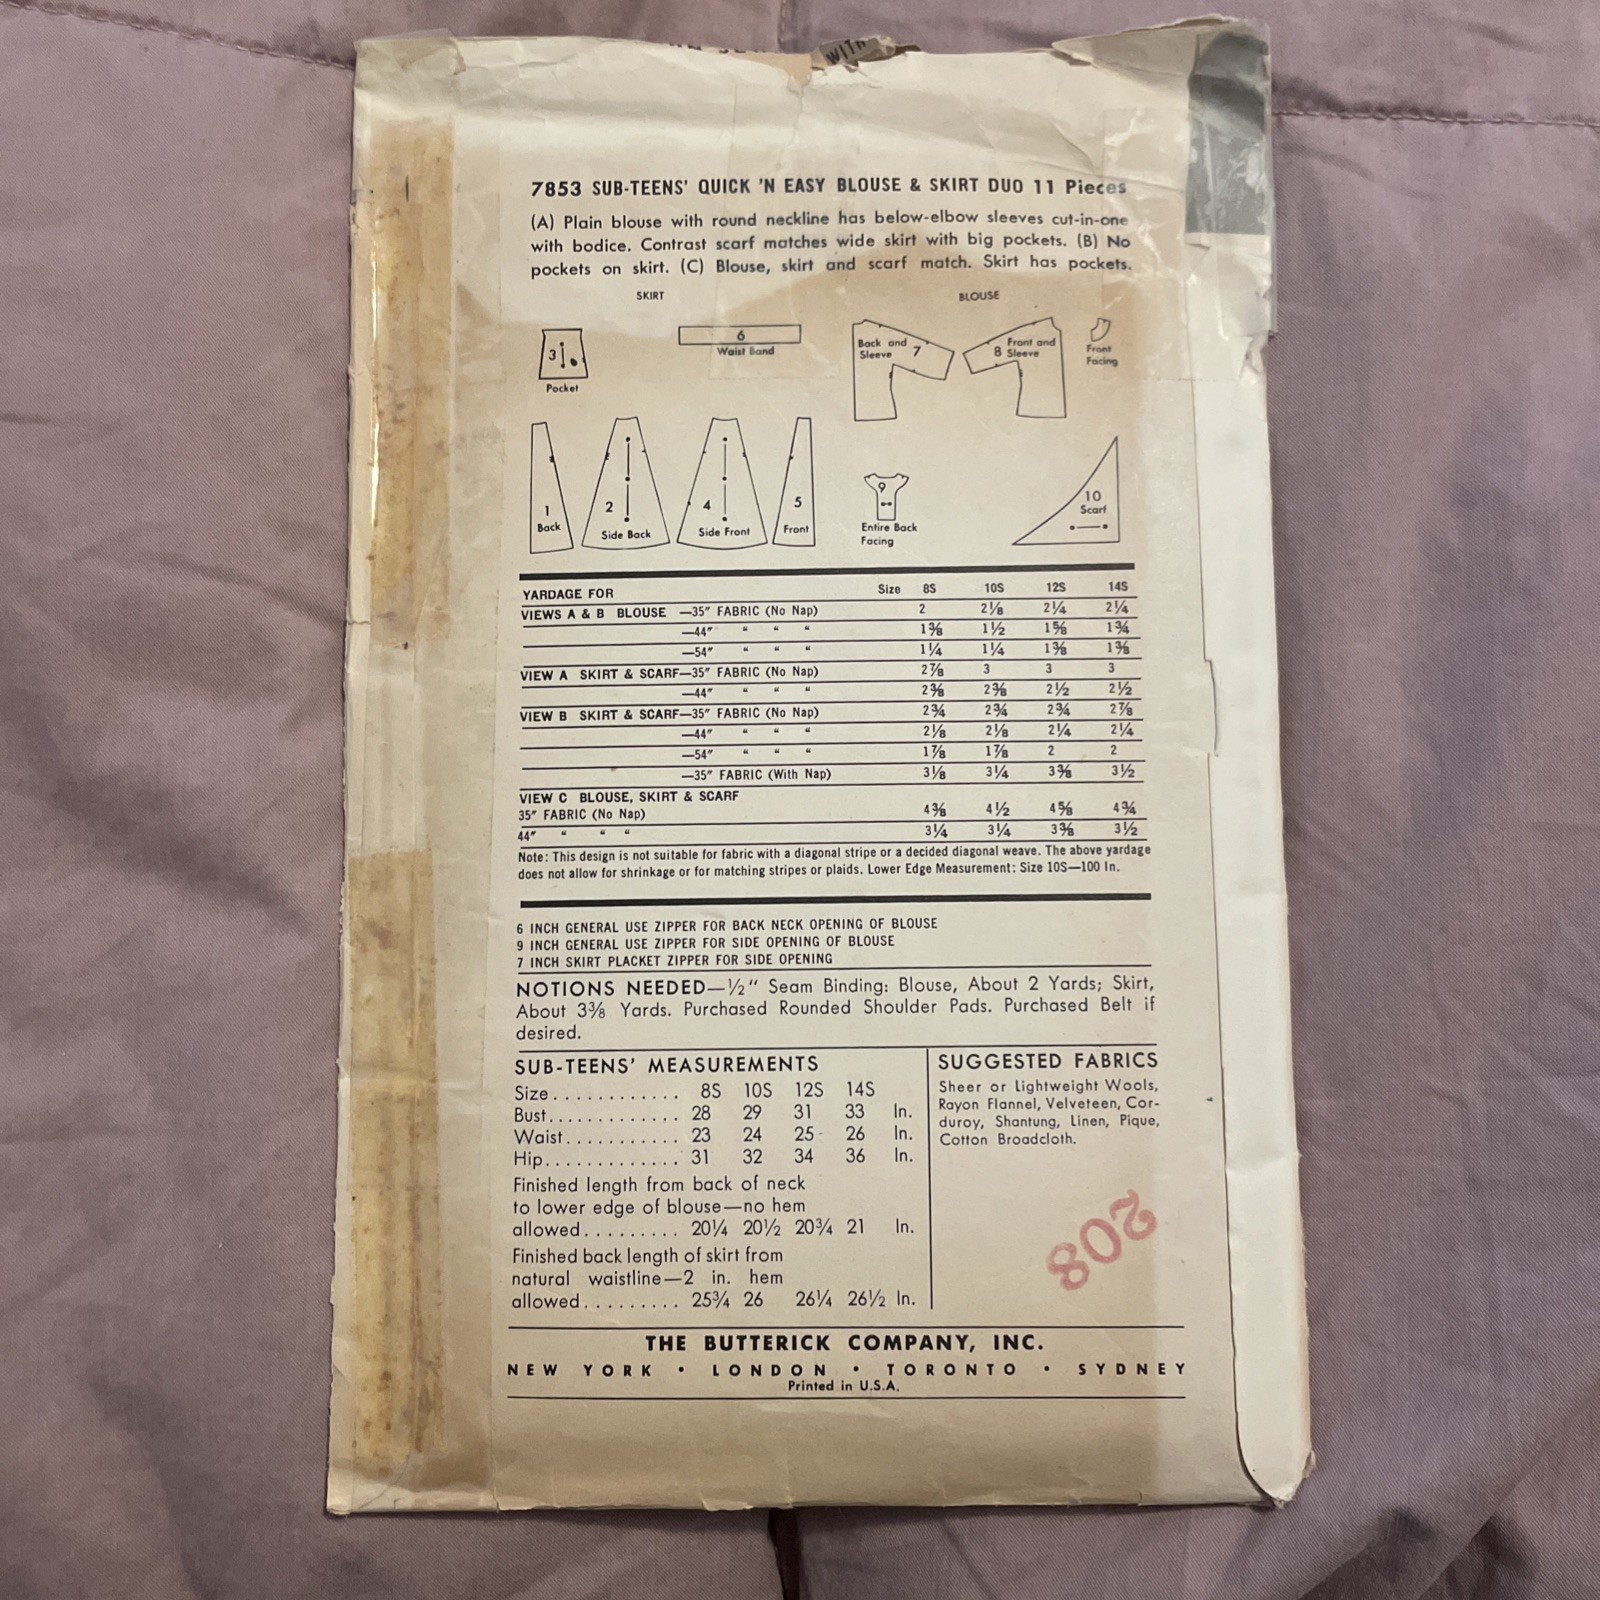 WITH
7853 SUB-TEENS' QUICK 'N EASY BLOUSE & SKIRT DUO 11 Pieces
(A) Plain blouse with round neckline has below-elbow sleeves cut-in-one
with bodice. Contrast scarf matches wide skirt with big pockets. (B) No
pockets on skirt. (C) Blouse, skirt and scarf match. Skirt has pockets.
SKIRT BLOUSE
3
Pocket
6
Waist Band
Back and
Sleeve 7
8 Front and
Sleeve
Front
Facing
1
Back
2
Side Back
4
Side Front
5
Front
9
Entire Back
Facing
10
Scarf
YARDAGE FOR Size 8S 10S 12S 14S
VIEWS A & B BLOUSE —35" FABRIC (No Nap) 2 2⅛ 2¼ 2¼
—44" " " " 1⅜ 1½ 1⅝ 1¾
—54" " " " 1¼ 1¼ 1⅜ 1⅜
VIEW A SKIRT & SCARF—35" FABRIC (No Nap) 2⅞ 3 3 3
—44" " " " 2⅜ 2⅜ 2½ 2½
VIEW B SKIRT & SCARF—35" FABRIC (No Nap) 2¾ 2¾ 2¾ 2⅞
—44" " " " 2⅛ 2⅛ 2¼ 2¼
—54" " " " 1⅞ 1⅞ 2 2
—35" FABRIC (With Nap) 3⅛ 3¼ 3⅜ 3½
VIEW C BLOUSE, SKIRT & SCARF
35" FABRIC (No Nap) 4⅜ 4½ 4⅝ 4¾
44" " " " 3¼ 3¼ 3⅜ 3½
Note: This design is not suitable for fabric with a diagonal stripe or a decided diagonal weave. The above yardage
does not allow for shrinkage or for matching stripes or plaids. Lower Edge Measurement: Size 10S—100 In.
6 INCH GENERAL USE ZIPPER FOR BACK NECK OPENING OF BLOUSE
9 INCH GENERAL USE ZIPPER FOR SIDE OPENING OF BLOUSE
7 INCH SKIRT PLACKET ZIPPER FOR SIDE OPENING
NOTIONS NEEDED—½" Seam Binding: Blouse, About 2 Yards; Skirt,
About 3⅜ Yards. Purchased Rounded Shoulder Pads. Purchased Belt if
desired.
SUB-TEENS' MEASUREMENTS
Size............ 8S 10S 12S 14S
Bust............ 28 29 31 33 In.
Waist........... 23 24 25 26 In.
Hip............. 31 32 34 36 In.
Finished length from back of neck
to lower edge of blouse—no hem
allowed......... 20¼ 20½ 20¾ 21 In.
Finished back length of skirt from
natural waistline—2 in. hem
allowed......... 25¾ 26 26¼ 26½ In.
SUGGESTED FABRICS
Sheer or Lightweight Wools,
Rayon Flannel, Velveteen, Cor-
duroy, Shantung, Linen, Pique,
Cotton Broadcloth.
208
THE BUTTERICK COMPANY, INC.
NEW YORK • LONDON • TORONTO • SYDNEY
Printed in U.S.A.